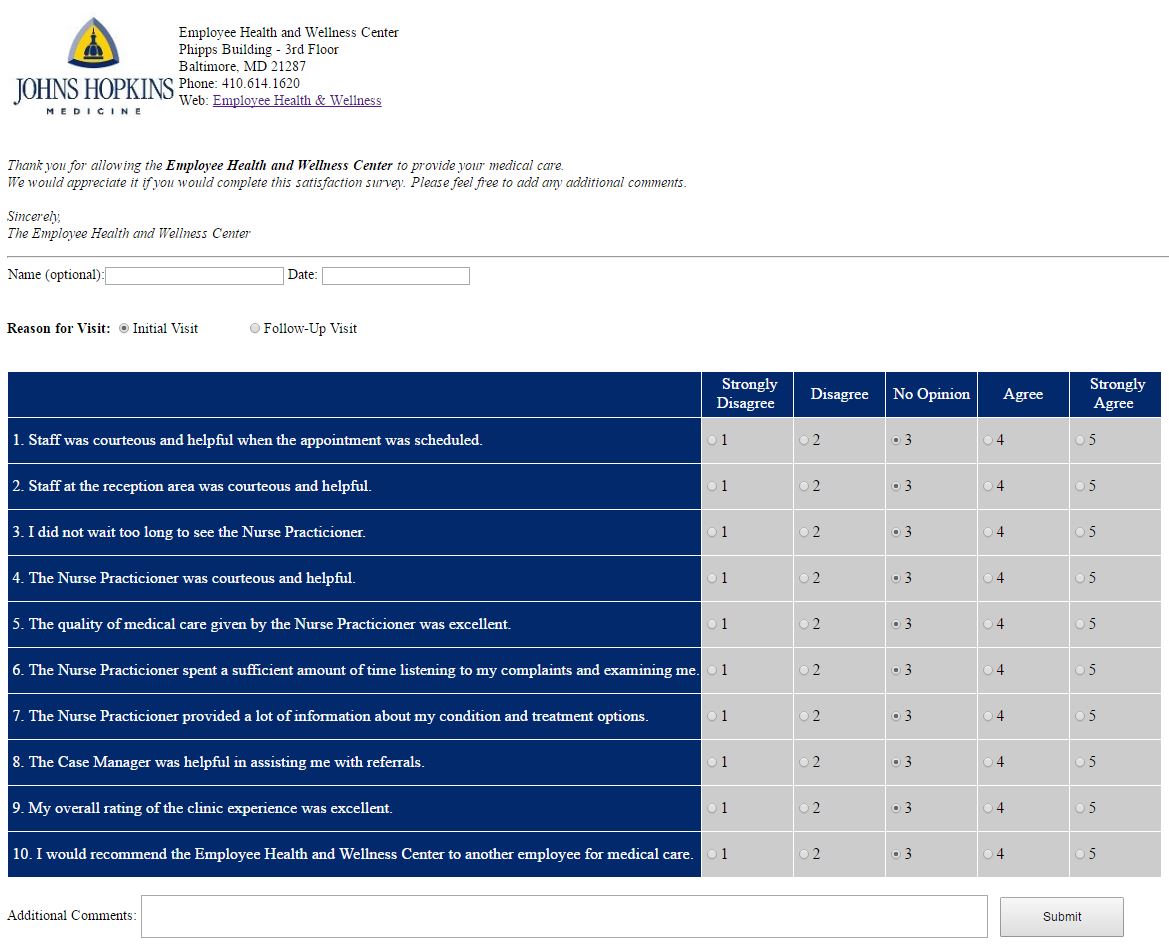 JOHNS HOPKINS
MEDICINE
Employee Health and Wellness Center
Phipps Building - 3rd Floor
Baltimore, MD 21287
Phone: 410.614.1620
Web: Employee Health & Wellness
Thank you for allowing the Employee Health and Wellness Center to provide your medical care.
We would appreciate it if you would complete this satisfaction survey. Please feel free to add any additional comments.
Sincerely,
The Employee Health and Wellness Center
Name (optional): Date:
Reason for Visit: Initial Visit Follow-Up Visit
Strongly Disagree Disagree No Opinion Agree Strongly Agree
1. Staff was courteous and helpful when the appointment was scheduled. 1 2 3 4 5
2. Staff at the reception area was courteous and helpful. 1 2 3 4 5
3. I did not wait too long to see the Nurse Practicioner. 1 2 3 4 5
4. The Nurse Practicioner was courteous and helpful. 1 2 3 4 5
5. The quality of medical care given by the Nurse Practicioner was excellent. 1 2 3 4 5
6. The Nurse Practicioner spent a sufficient amount of time listening to my complaints and examining me. 1 2 3 4 5
7. The Nurse Practicioner provided a lot of information about my condition and treatment options. 1 2 3 4 5
8. The Case Manager was helpful in assisting me with referrals. 1 2 3 4 5
9. My overall rating of the clinic experience was excellent. 1 2 3 4 5
10. I would recommend the Employee Health and Wellness Center to another employee for medical care. 1 2 3 4 5
Additional Comments: Submit